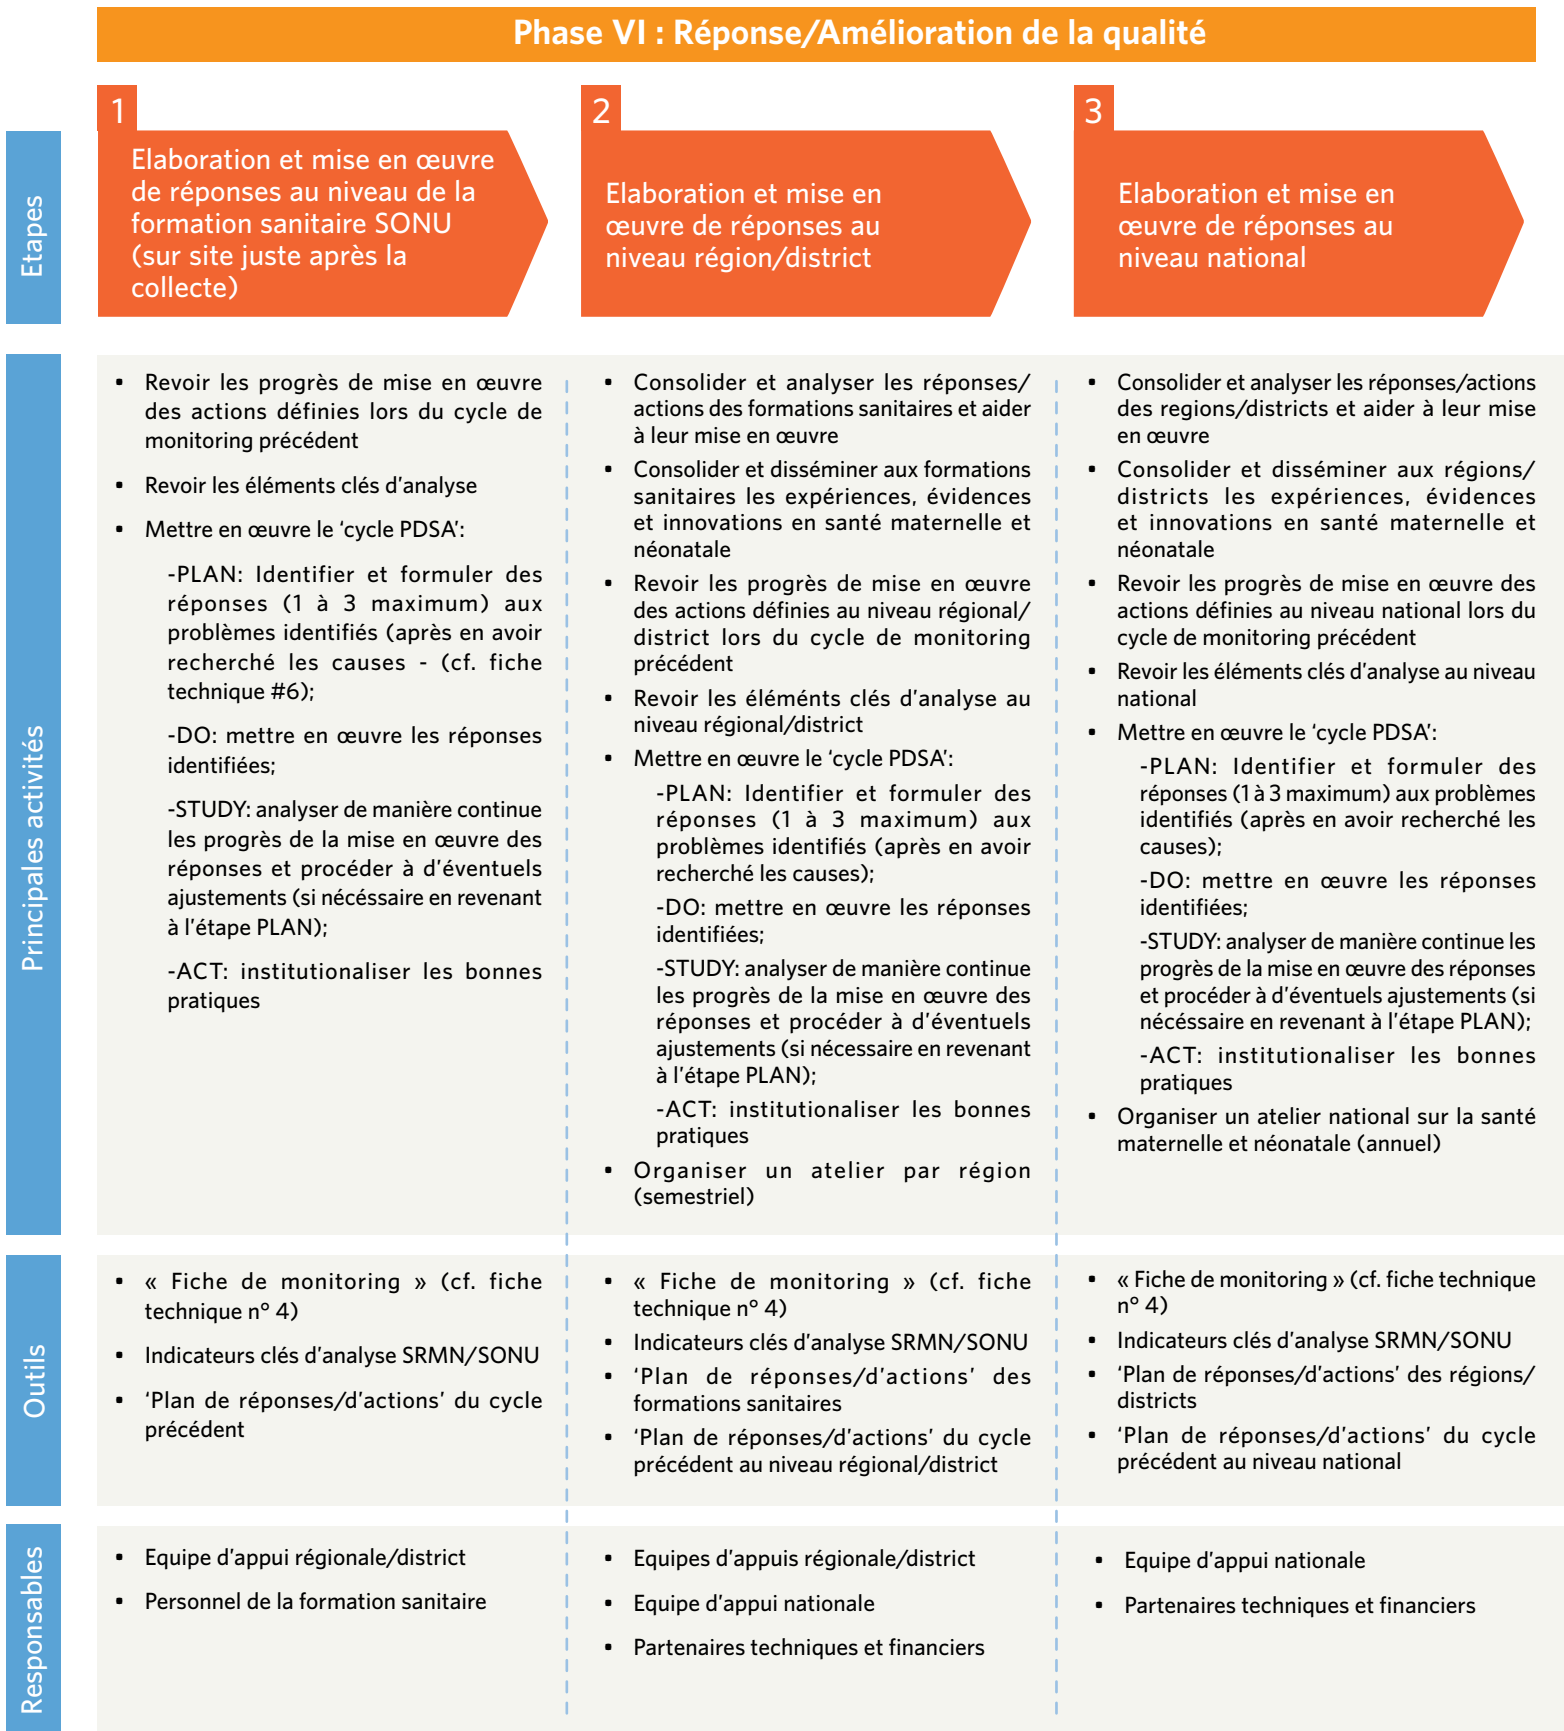 Phase VI : Réponse/Amélioration de la qualité
Etapes
1
Elaboration et mise en œuvre
de réponses au niveau de la
formation sanitaire SONU
(sur site juste après la
collecte)
2
Elaboration et mise en
œuvre de réponses au
niveau région/district
3
Elaboration et mise en
œuvre de réponses au
niveau national
Principales activités
• Revoir les progrès de mise en œuvre
des actions définies lors du cycle de
monitoring précédent
• Revoir les éléments clés d'analyse
• Mettre en œuvre le ‘cycle PDSA’:
-PLAN: Identifier et formuler des
réponses (1 à 3 maximum) aux
problèmes identifiés (après en avoir
recherché les causes - (cf. fiche
technique #6);
-DO: mettre en œuvre les réponses
identifiées;
-STUDY: analyser de manière continue
les progrès de la mise en œuvre des
réponses et procéder à d’éventuels
ajustements (si nécéssaire en revenant
à l’étape PLAN);
-ACT: institutionaliser les bonnes
pratiques
• Consolider et analyser les réponses/
actions des formations sanitaires et aider
à leur mise en œuvre
• Consolider et disséminer aux formations
sanitaires les expériences, évidences
et innovations en santé maternelle et
néonatale
• Revoir les progrès de mise en œuvre
des actions définies au niveau régional/
district lors du cycle de monitoring
précédent
• Revoir les éléménts clés d’analyse au
niveau régional/district
• Mettre en œuvre le ‘cycle PDSA’:
-PLAN: Identifier et formuler des
réponses (1 à 3 maximum) aux
problèmes identifiés (après en avoir
recherché les causes);
-DO: mettre en œuvre les réponses
identifiées;
-STUDY: analyser de manière continue
les progrès de la mise en œuvre des
réponses et procéder à d’éventuels
ajustements (si nécessaire en revenant
à l’étape PLAN);
-ACT: institutionaliser les bonnes
pratiques
• Organiser un atelier par région
(semestriel)
• Consolider et analyser les réponses/actions
des regions/districts et aider à leur mise
en œuvre
• Consolider et disséminer aux régions/
districts les expériences, évidences
et innovations en santé maternelle et
néonatale
• Revoir les progrès de mise en œuvre des
actions définies au niveau national lors du
cycle de monitoring précédent
• Revoir les éléments clés d’analyse au niveau
national
• Mettre en œuvre le ‘cycle PDSA’:
-PLAN: Identifier et formuler des
réponses (1 à 3 maximum) aux problèmes
identifiés (après en avoir recherché les
causes);
-DO: mettre en œuvre les réponses
identifiées;
-STUDY: analyser de manière continue les
progrès de la mise en œuvre des réponses
et procéder à d’éventuels ajustements (si
nécéssaire en revenant à l’étape PLAN);
-ACT: institutionaliser les bonnes
pratiques
• Organiser un atelier national sur la santé
maternelle et néonatale (annuel)
Outils
• « Fiche de monitoring » (cf. fiche
technique n° 4)
• Indicateurs clés d’analyse SRMN/SONU
• ‘Plan de réponses/d’actions’ du cycle
précédent
• « Fiche de monitoring » (cf. fiche
technique n° 4)
• Indicateurs clés d’analyse SRMN/SONU
• ‘Plan de réponses/d’actions’ des
formations sanitaires
• ‘Plan de réponses/d’actions’ du cycle
précédent au niveau régional/district
• « Fiche de monitoring » (cf. fiche technique
n° 4)
• Indicateurs clés d’analyse SRMN/SONU
• ‘Plan de réponses/d’actions’ des régions/
districts
• ‘Plan de réponses/d’actions’ du cycle
précédent au niveau national
Responsables
• Equipe d’appui régionale/district
• Personnel de la formation sanitaire
• Equipes d’appuis régionale/district
• Equipe d’appui nationale
• Partenaires techniques et financiers
• Equipe d’appui nationale
• Partenaires techniques et financiers